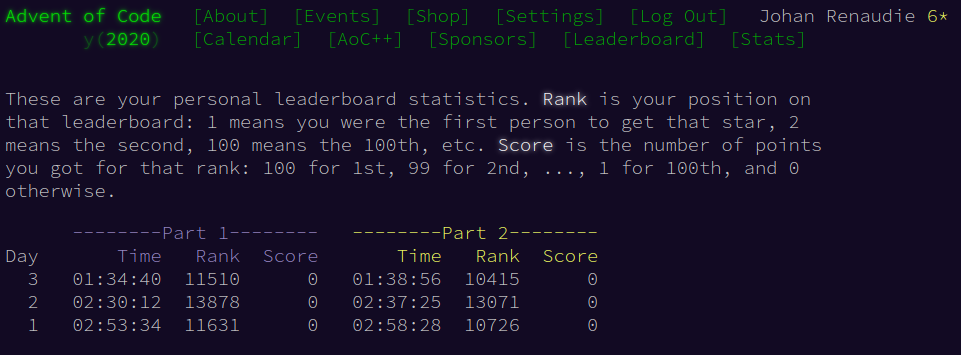 Advent of Code [About] [Events] [Shop] [Settings] [Log Out] Johan Renaudie 6*
y(2020) [Calendar] [AoC++] [Sponsors] [Leaderboard] [Stats]
These are your personal leaderboard statistics. Rank is your position on
that leaderboard: 1 means you were the first person to get that star, 2
means the second, 100 means the 100th, etc. Score is the number of points
you got for that rank: 100 for 1st, 99 for 2nd, ..., 1 for 100th, and 0
otherwise.
--------Part 1-------- --------Part 2--------
Day Time Rank Score Time Rank Score
3 01:34:40 11510 0 01:38:56 10415 0
2 02:30:12 13878 0 02:37:25 13071 0
1 02:53:34 11631 0 02:58:28 10726 0